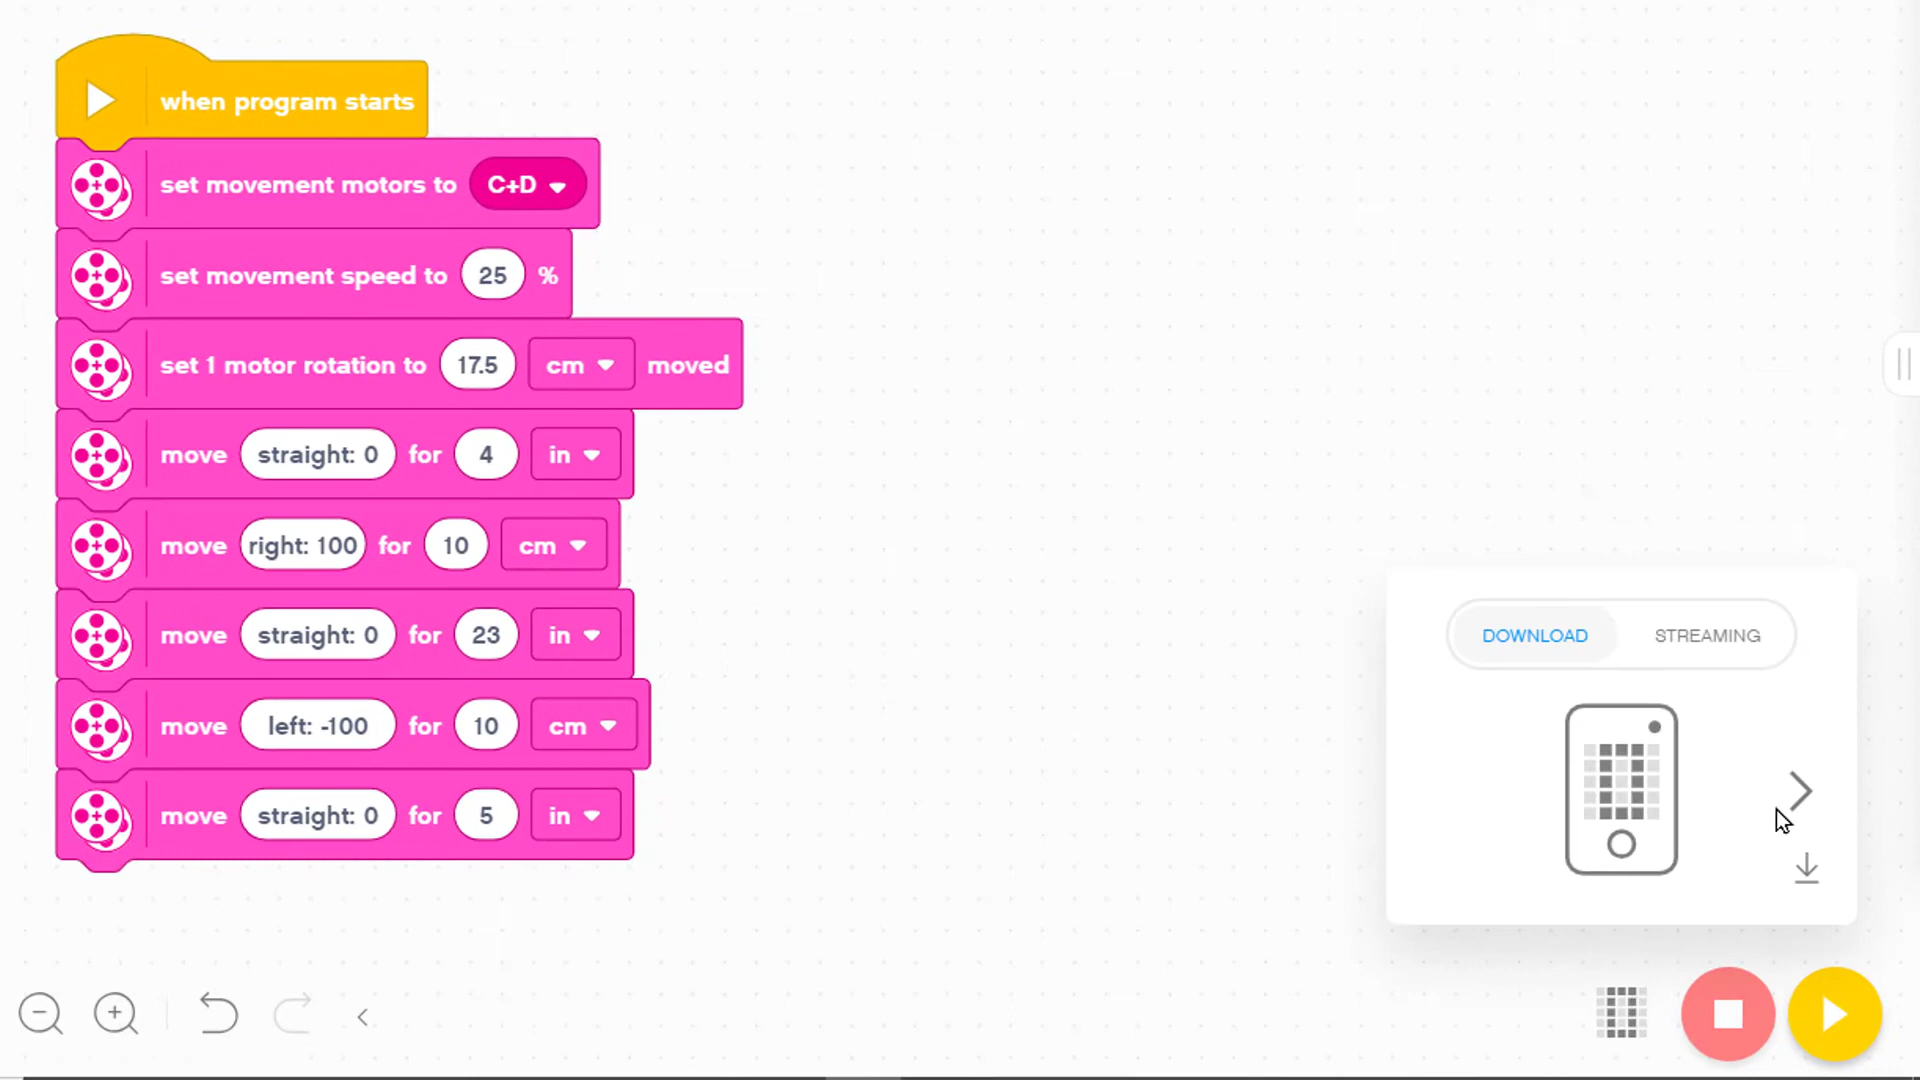 when program starts
set movement motors to C+D
set movement speed to 25 %
set 1 motor rotation to 17.5 cm moved
move straight: 0 for 4 in
move right: 100 for 10 cm
move straight: 0 for 23 in
move left: -100 for 10 cm
move straight: 0 for 5 in
DOWNLOAD STREAMING
0
0